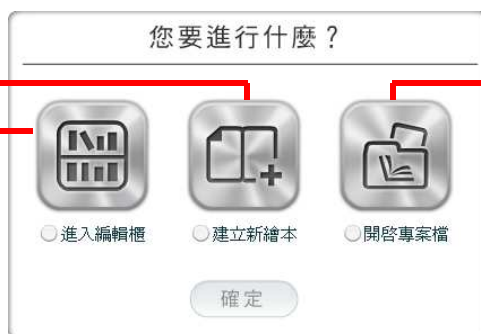 您要進行什麼？
進入編輯櫃
建立新繪本
開啓專案檔
確定